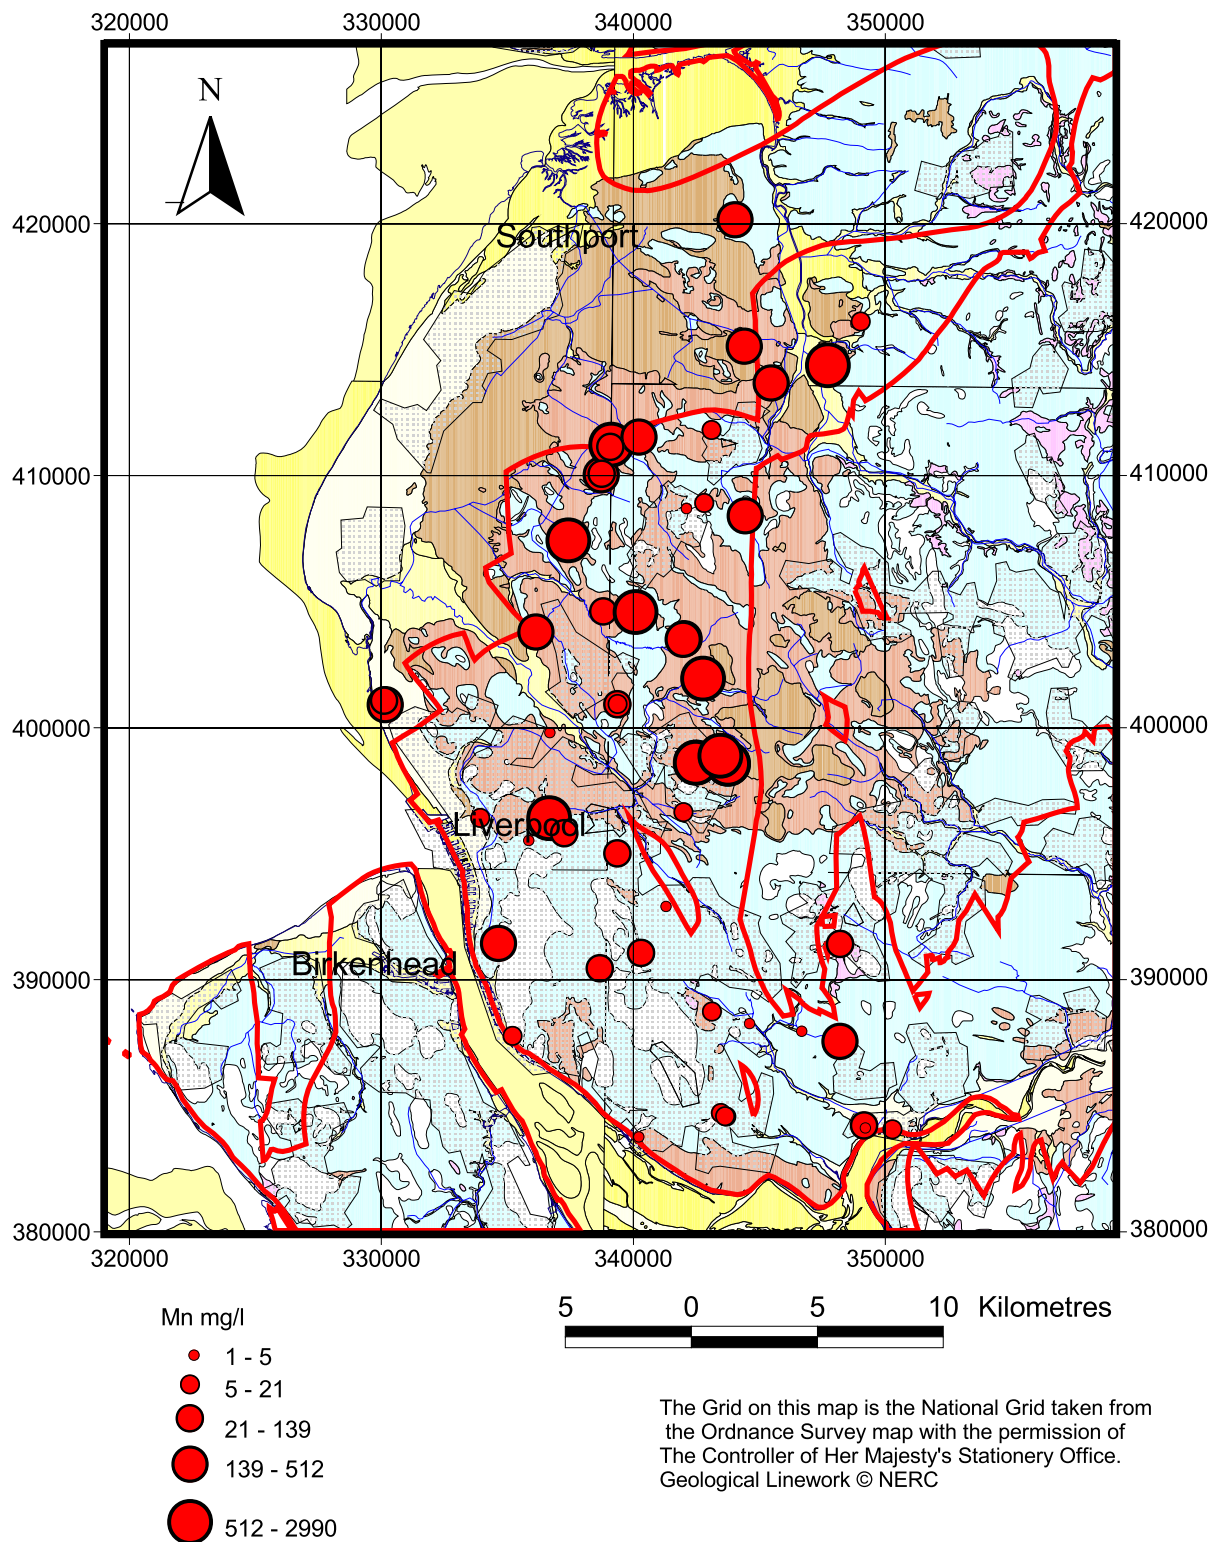 320000 330000 340000 350000
N
420000 420000
Southport
410000 410000
400000 400000
Liverpool
Birkenhead
390000 390000
380000 380000
320000 330000 340000 350000
5 0 5 10 Kilometres
Mn mg/l
1 - 5
5 - 21
21 - 139
139 - 512
512 - 2990
The Grid on this map is the National Grid taken from
the Ordnance Survey map with the permission of
The Controller of Her Majesty's Stationery Office.
Geological Linework © NERC